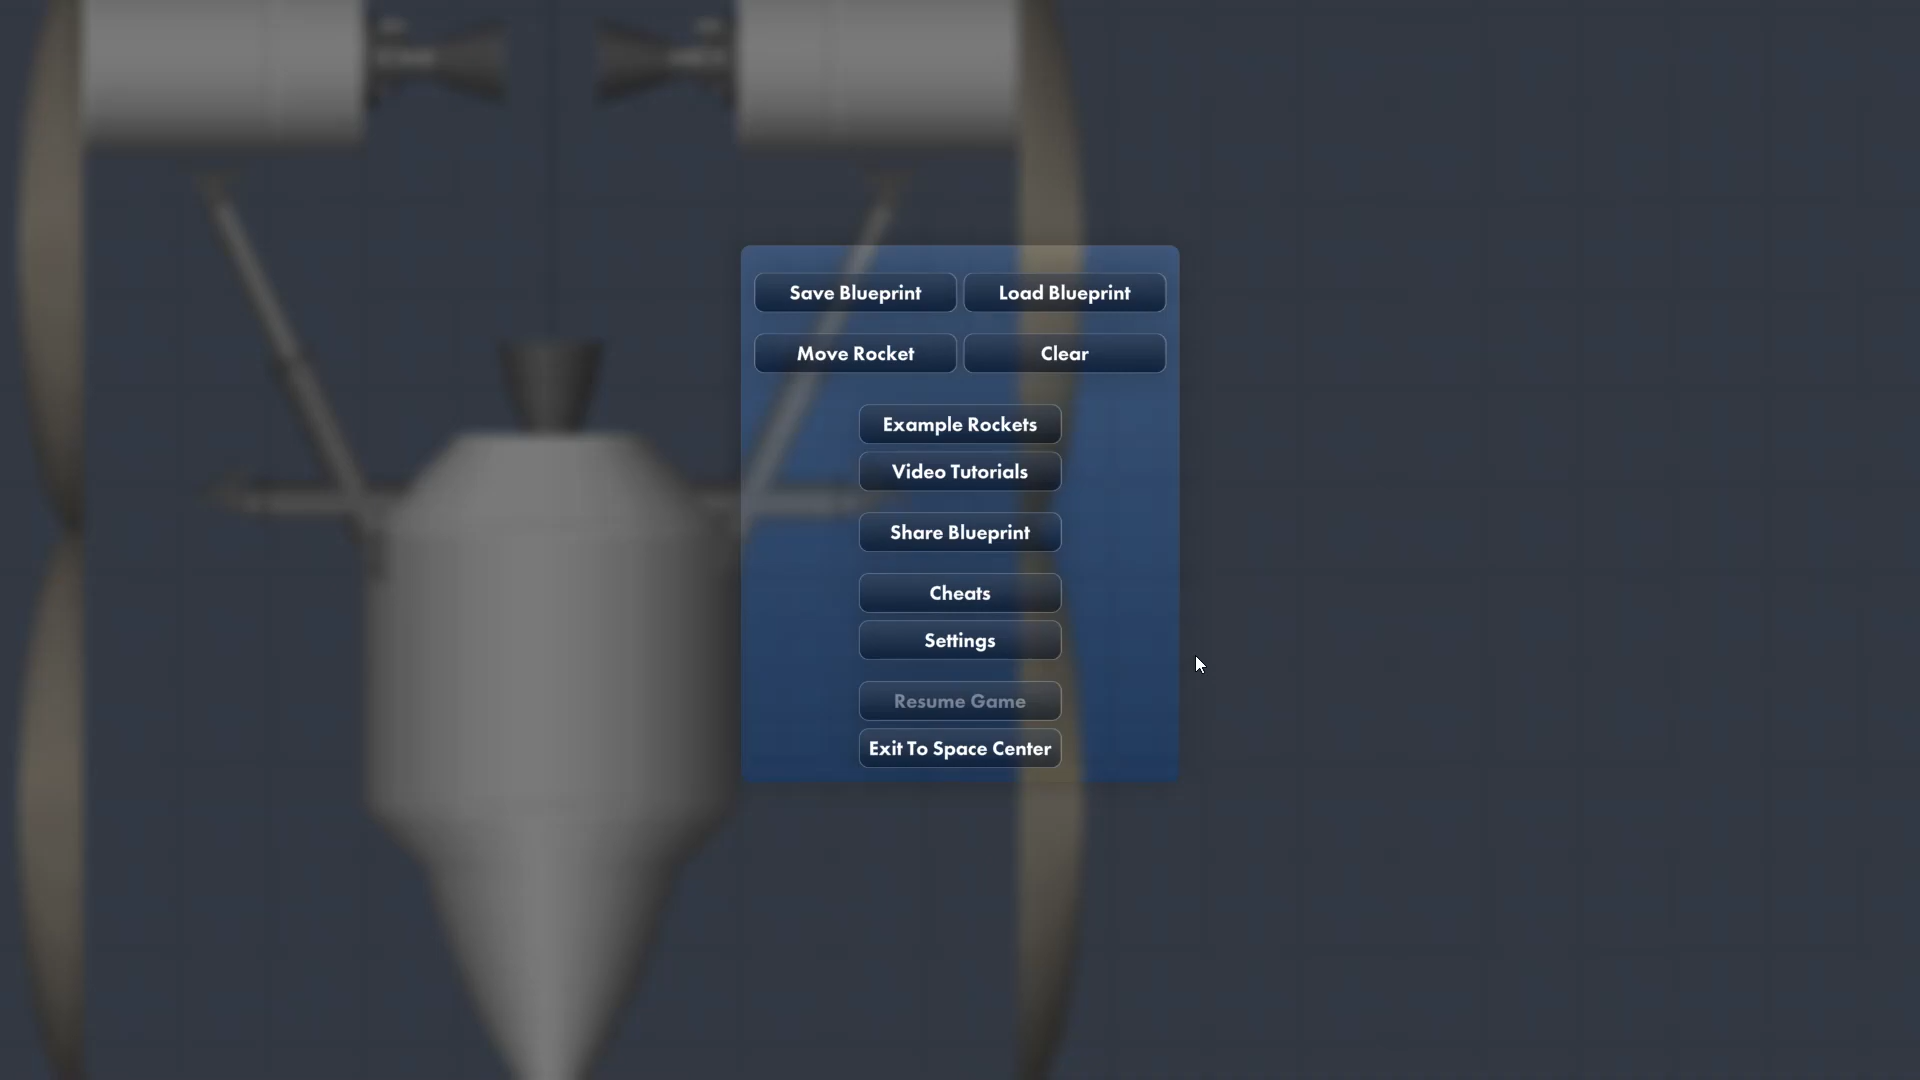 Save Blueprint
Load Blueprint
Move Rocket
Clear
Example Rockets
Video Tutorials
Share Blueprint
Cheats
Settings
Resume Game
Exit To Space Center